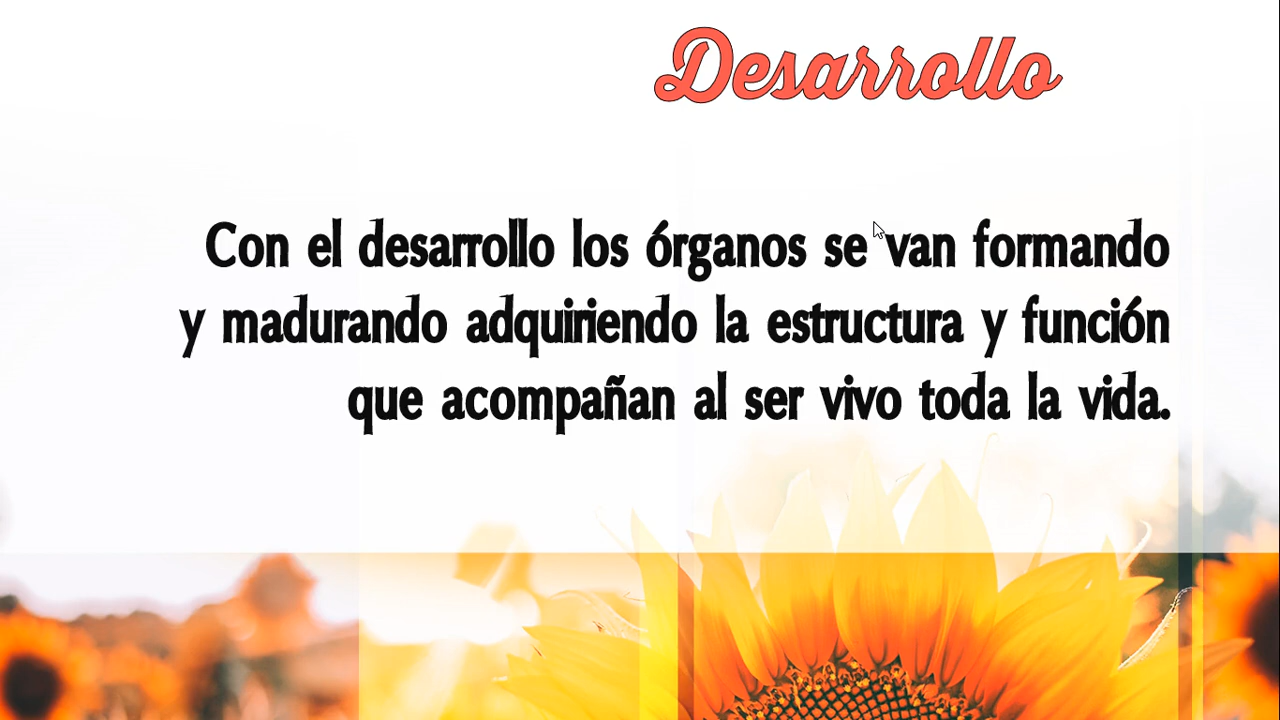 Desarrollo
Con el desarrollo los órganos se van formando
y madurando adquiriendo la estructura y función
que acompañan al ser vivo toda la vida.